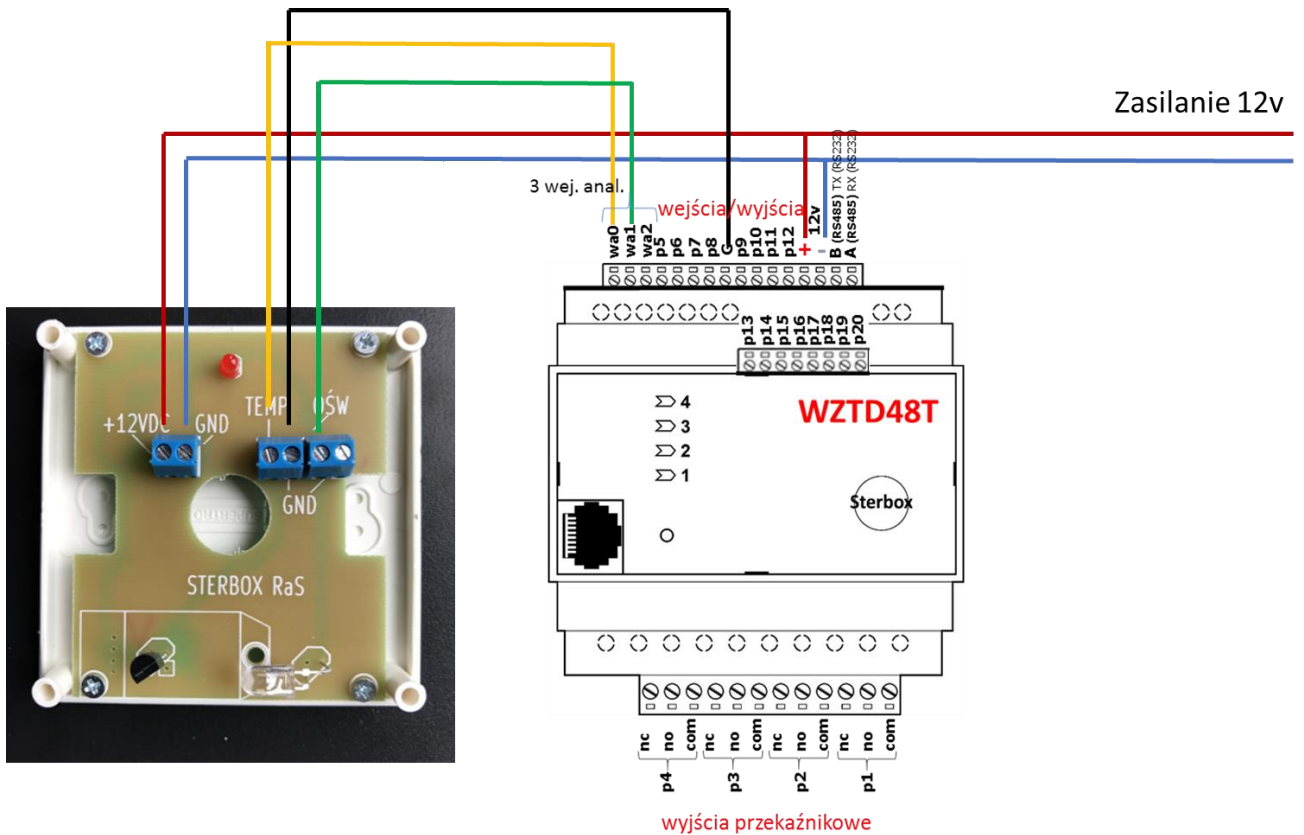 Zasilanie 12v
3 wej. anal.
wejścia/wyjścia
wa0
wa1
wa2
p5
p6
p7
p8
G
p9
p10
p11
p12
+
12v
-
B (RS485) TX (RS232)
A (RS485) RX (RS232)
p13
p14
p15
p16
p17
p18
p19
p20
4
3
2
1
WZTD48T
Sterbox
+12VDC
GND
TEMP
OŚW
GND
STERBOX RaS
nc
no
com
nc
no
com
nc
no
com
nc
no
com
p4
p3
p2
p1
wyjścia przekaźnikowe